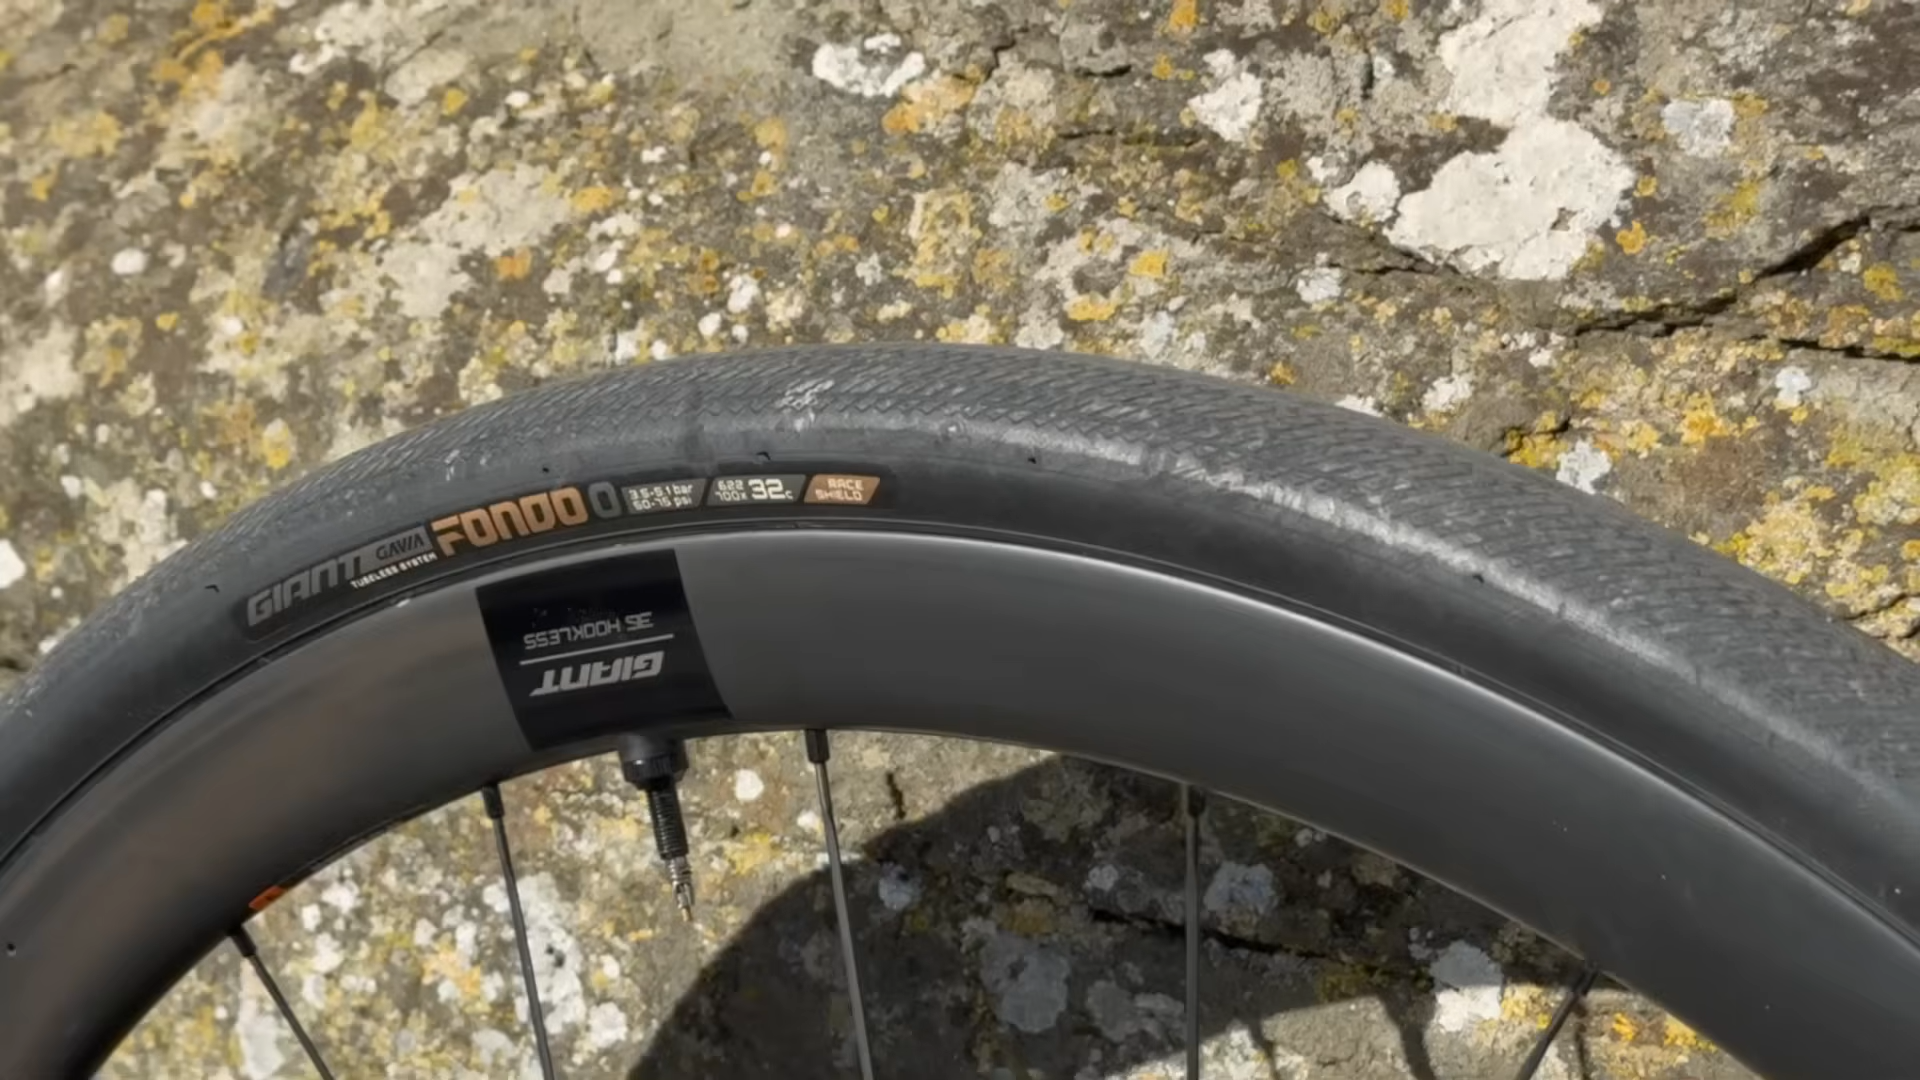 GIANT GAVIA FONDO 0
TUBELESS SYSTEM
3.5-5.1 bar
50-75 psi
622
700x 32c
RACE
SHIELD
GIANT
36 HOOKLESS